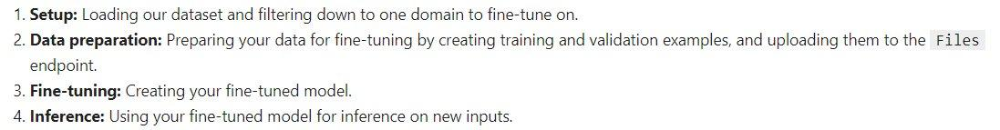 1. Setup: Loading our dataset and filtering down to one domain to fine-tune on.
2. Data preparation: Preparing your data for fine-tuning by creating training and validation examples, and uploading them to the Files
endpoint.
3. Fine-tuning: Creating your fine-tuned model.
4. Inference: Using your fine-tuned model for inference on new inputs.